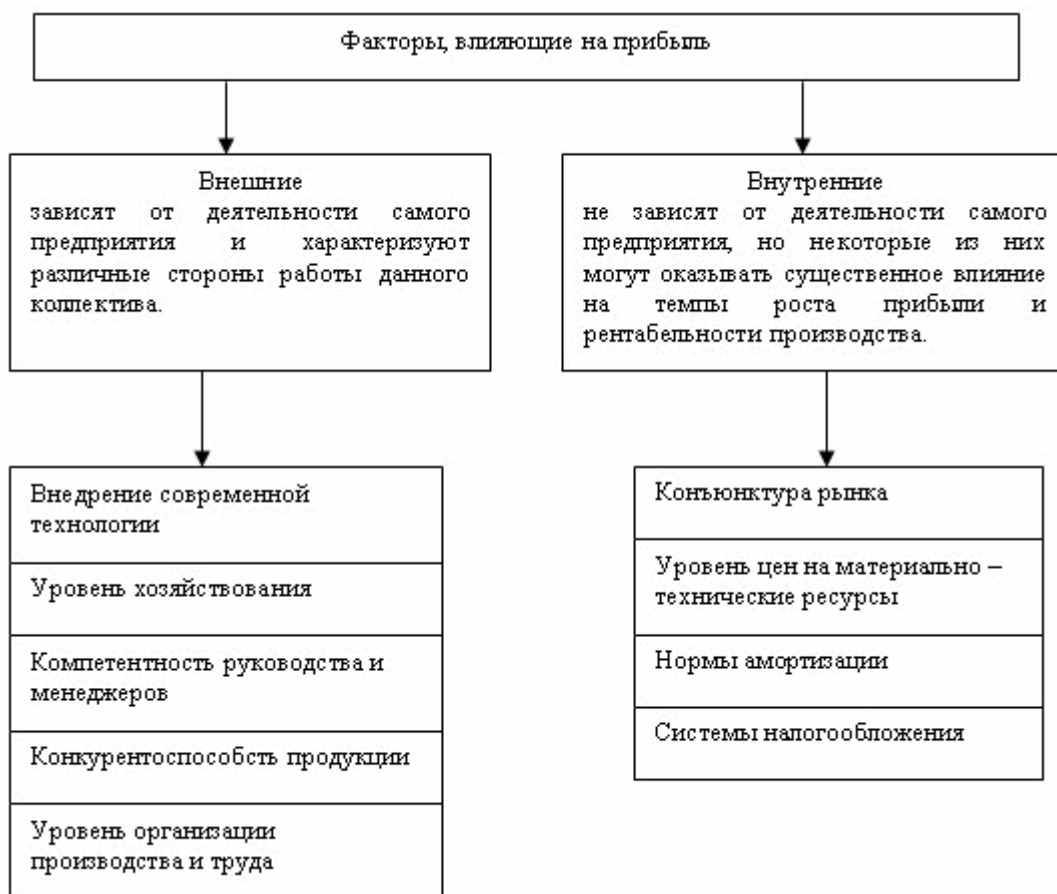 Факторы, влияющие на прибыль
Внешние
зависят от деятельности самого
предприятия и характеризуют
различные стороны работы данного
коллектива.
Внутренние
не зависят от деятельности самого
предприятия, но некоторые из них
могут оказывать существенное влияние
на темпы роста прибыли и
рентабельности производства.
Внедрение современной
технологии
Уровень хозяйствования
Компетентность руководства и
менеджеров
Конкурентоспособсть продукции
Уровень организации
производства и труда
Конъюнктура рынка
Уровень цен на материально –
технические ресурсы
Нормы амортизации
Системы налогообложения